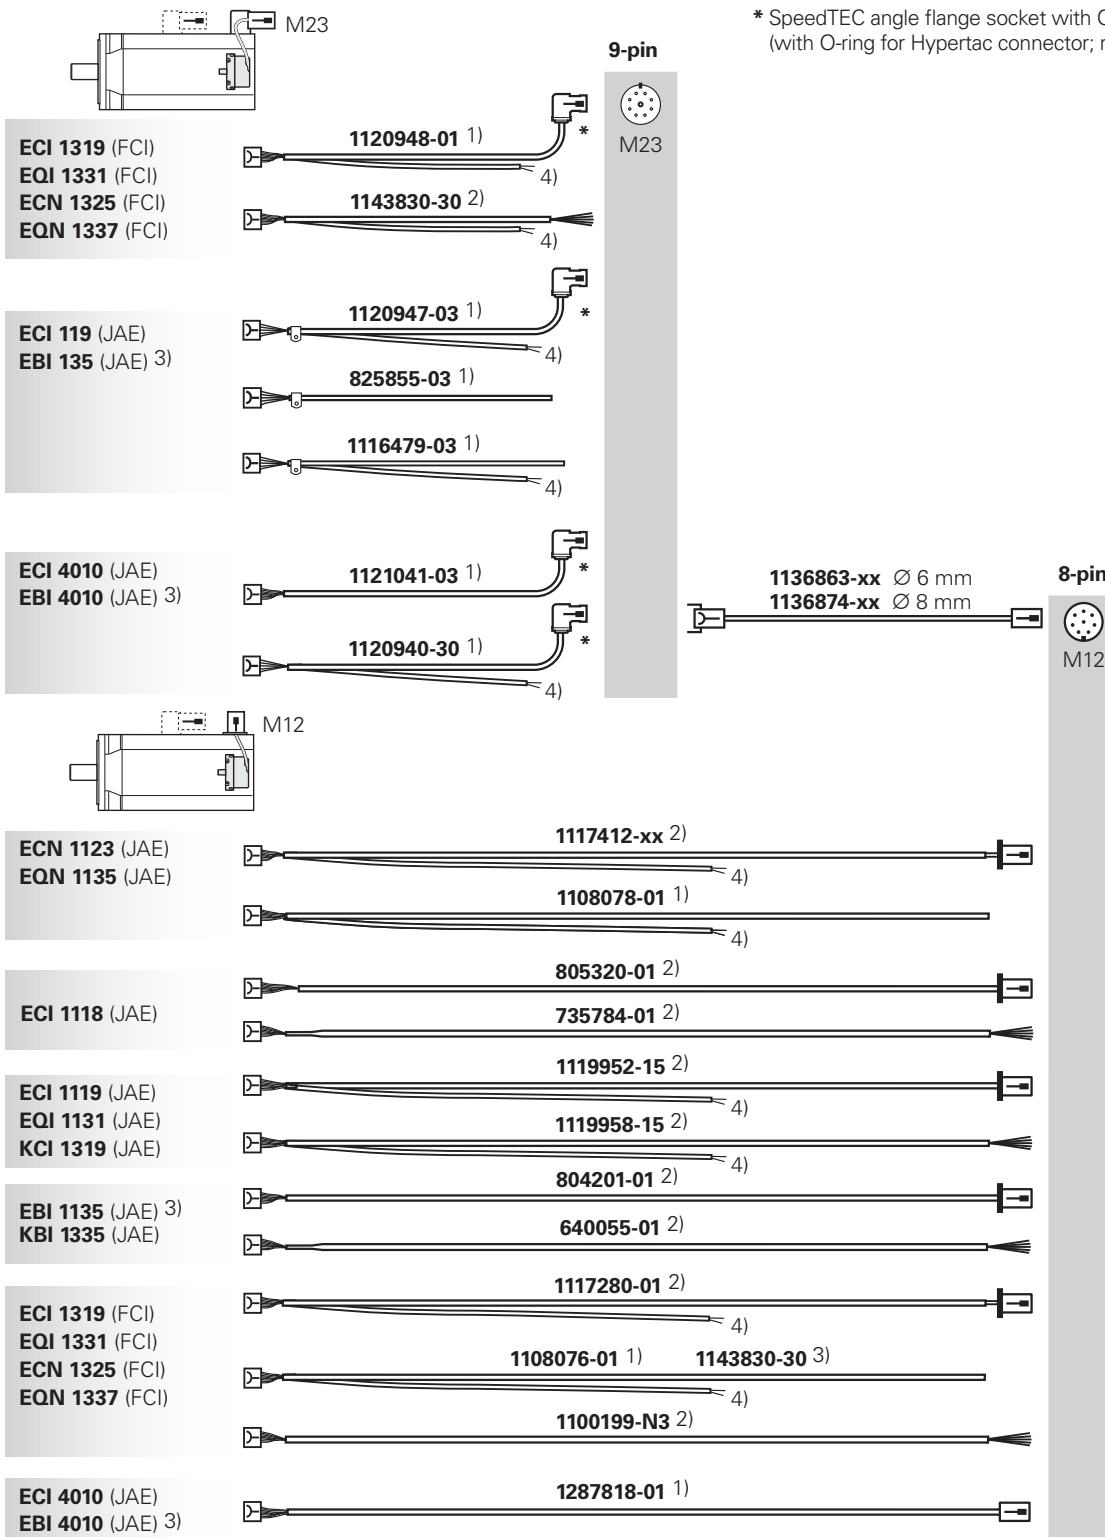 M23
* SpeedTEC angle flange socket with
(with O-ring for Hypertac connector;
9-pin
M23
ECI 1319 (FCI)
EQI 1331 (FCI)
ECN 1325 (FCI)
EQN 1337 (FCI)
1120948-01 1)
*
4)
1143830-30 2)
4)
ECI 119 (JAE)
EBI 135 (JAE) 3)
1120947-03 1)
*
4)
825855-03 1)
1116479-03 1)
4)
ECI 4010 (JAE)
EBI 4010 (JAE) 3)
1121041-03 1)
*
1120940-30 1)
*
4)
1136863-xx Ø 6 mm
1136874-xx Ø 8 mm
8-pin
M12
M12
ECN 1123 (JAE)
EQN 1135 (JAE)
1117412-xx 2)
4)
1108078-01 1)
4)
ECI 1118 (JAE)
805320-01 2)
735784-01 2)
ECI 1119 (JAE)
EQI 1131 (JAE)
KCI 1319 (JAE)
1119952-15 2)
4)
1119958-15 2)
4)
EBI 1135 (JAE) 3)
KBI 1335 (JAE)
804201-01 2)
640055-01 2)
ECI 1319 (FCI)
EQI 1331 (FCI)
ECN 1325 (FCI)
EQN 1337 (FCI)
1117280-01 2)
4)
1108076-01 1) 1143830-30 3)
4)
1100199-N3 2)
ECI 4010 (JAE)
EBI 4010 (JAE) 3)
1287818-01 1)